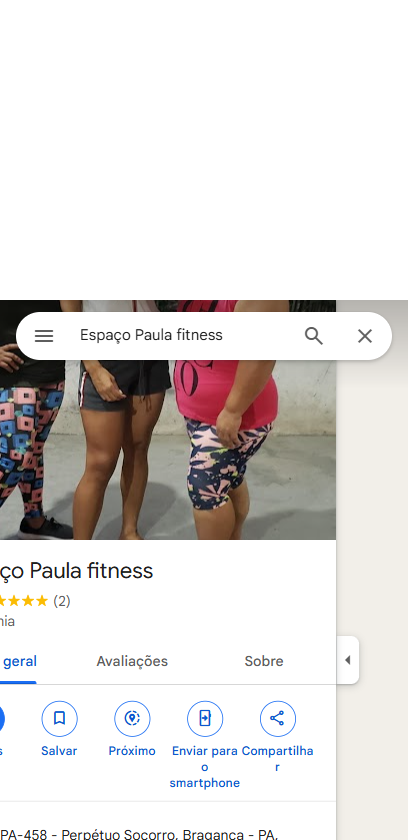 Espaço Paula fitness
ço Paula fitness
(2)
nia
geral Avaliações Sobre
s Salvar Próximo Enviar para o smartphone Compartilhar
PA-458 - Perpétuo Socorro, Bragança - PA,